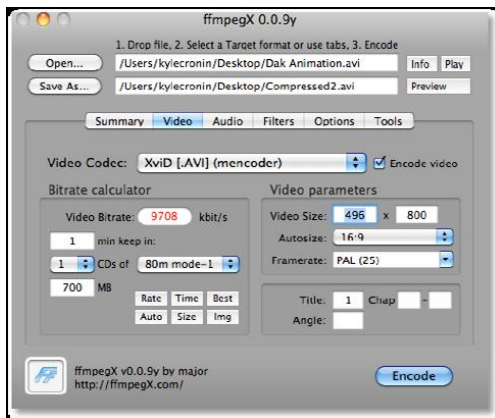 ffmpegX 0.0.9y
1. Drop file, 2. Select a Target format or use tabs, 3. Encode
Open... /Users/kylecronin/Desktop/Dak Animation.avi Info Play
Save As... /Users/kylecronin/Desktop/Compressed2.avi Preview
Summary Video Audio Filters Options Tools
Video Codec: XviD [.AVI] (mencoder) Encode video
Bitrate calculator Video parameters
Video Bitrate: 9708 kbit/s Video Size: 496 x 800
1 min keep in: Autosize: 16:9
1 CDs of 80m mode-1 Framerate: PAL (25)
700 MB
Rate Time Best Title: 1 Chap -
Auto Size Img Angle:
ffmpegX v0.0.9y by major
http://ffmpegX.com/
Encode